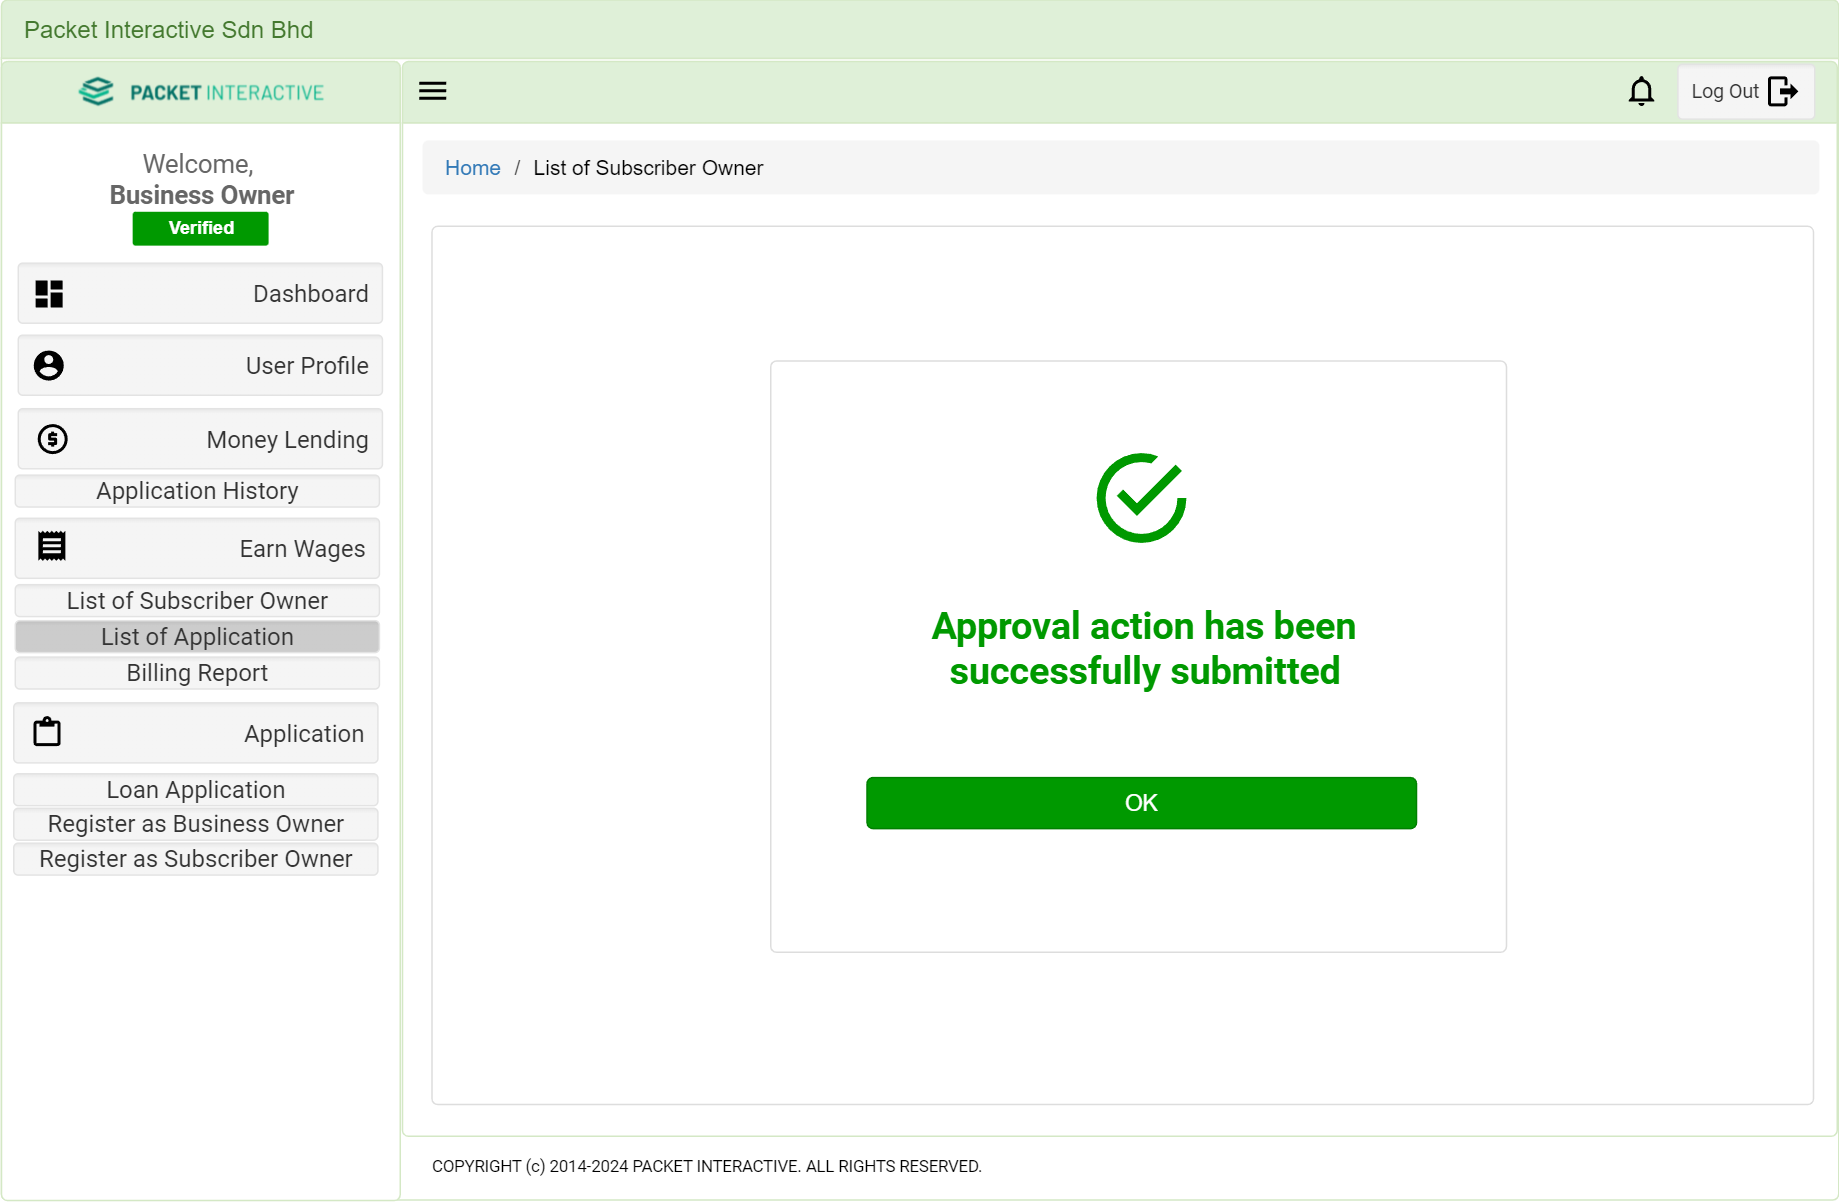 Packet Interactive Sdn Bhd
PACKET INTERACTIVE
Log Out
Welcome,
Business Owner
Verified
Dashboard
User Profile
Money Lending
Application History
Earn Wages
List of Subscriber Owner
List of Application
Billing Report
Application
Loan Application
Register as Business Owner
Register as Subscriber Owner
Home / List of Subscriber Owner
Approval action has been
successfully submitted
OK
COPYRIGHT (c) 2014-2024 PACKET INTERACTIVE. ALL RIGHTS RESERVED.